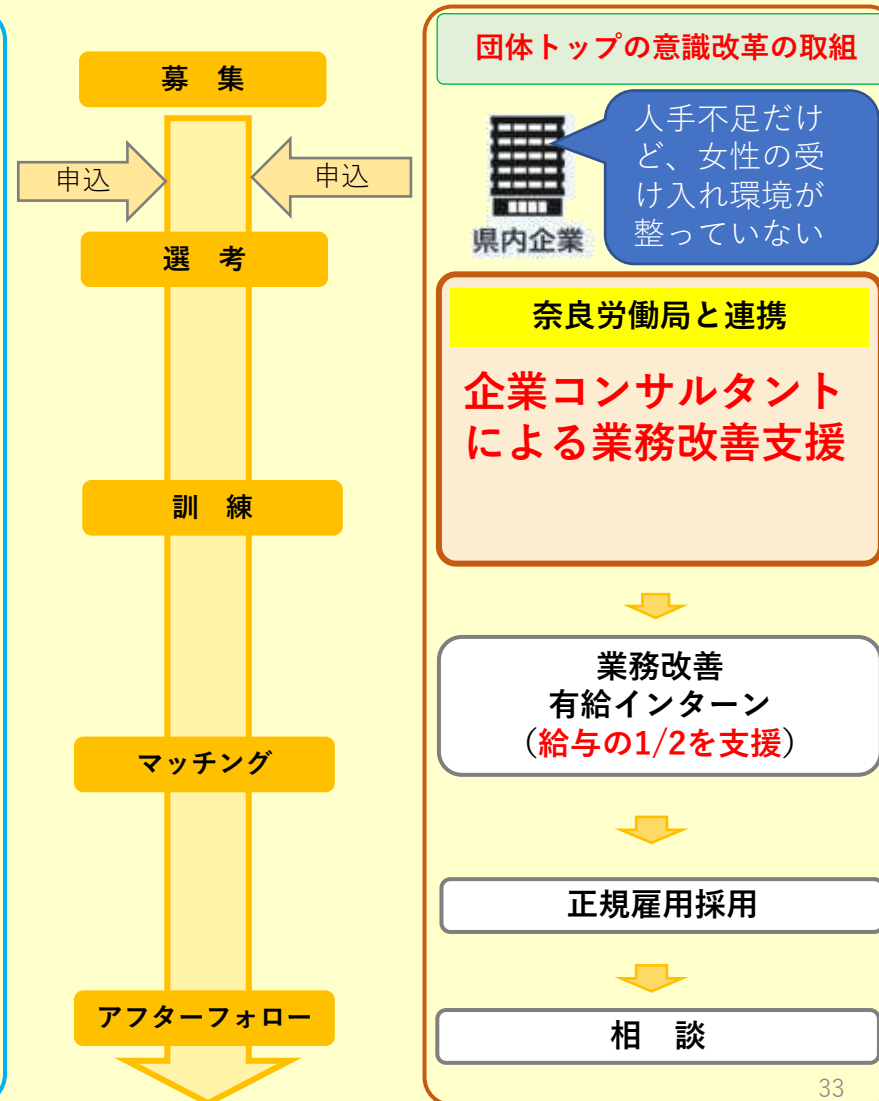 募　集
申込
申込
選　考
訓　練
マッチング
アフターフォロー
団体トップの意識改革の取組
人手不足だけ
ど、女性の受
け入れ環境が
整っていない
県内企業
奈良労働局と連携
企業コンサルタント
による業務改善支援
業務改善
有給インターン
（給与の1/2を支援）
正規雇用採用
相　談
33